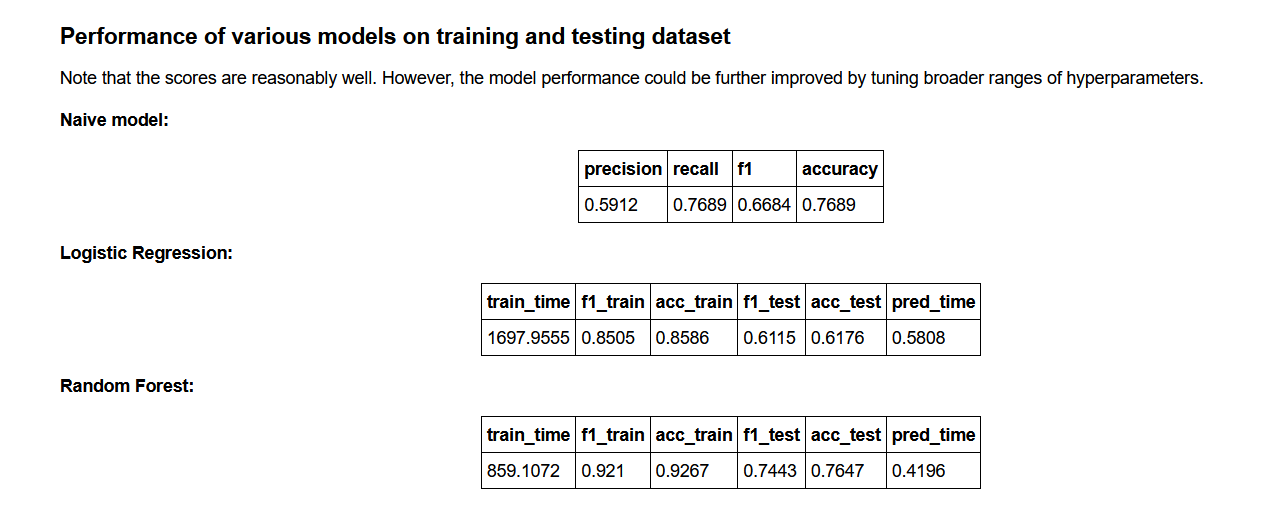 Performance of various models on training and testing dataset
Note that the scores are reasonably well. However, the model performance could be further improved by tuning broader ranges of hyperparameters.
Naive model:
precision recall f1 accuracy
0.5912 0.7689 0.6684 0.7689
Logistic Regression:
train_time f1_train acc_train f1_test acc_test pred_time
1697.9555 0.8505 0.8586 0.6115 0.6176 0.5808
Random Forest:
train_time f1_train acc_train f1_test acc_test pred_time
859.1072 0.921 0.9267 0.7443 0.7647 0.4196